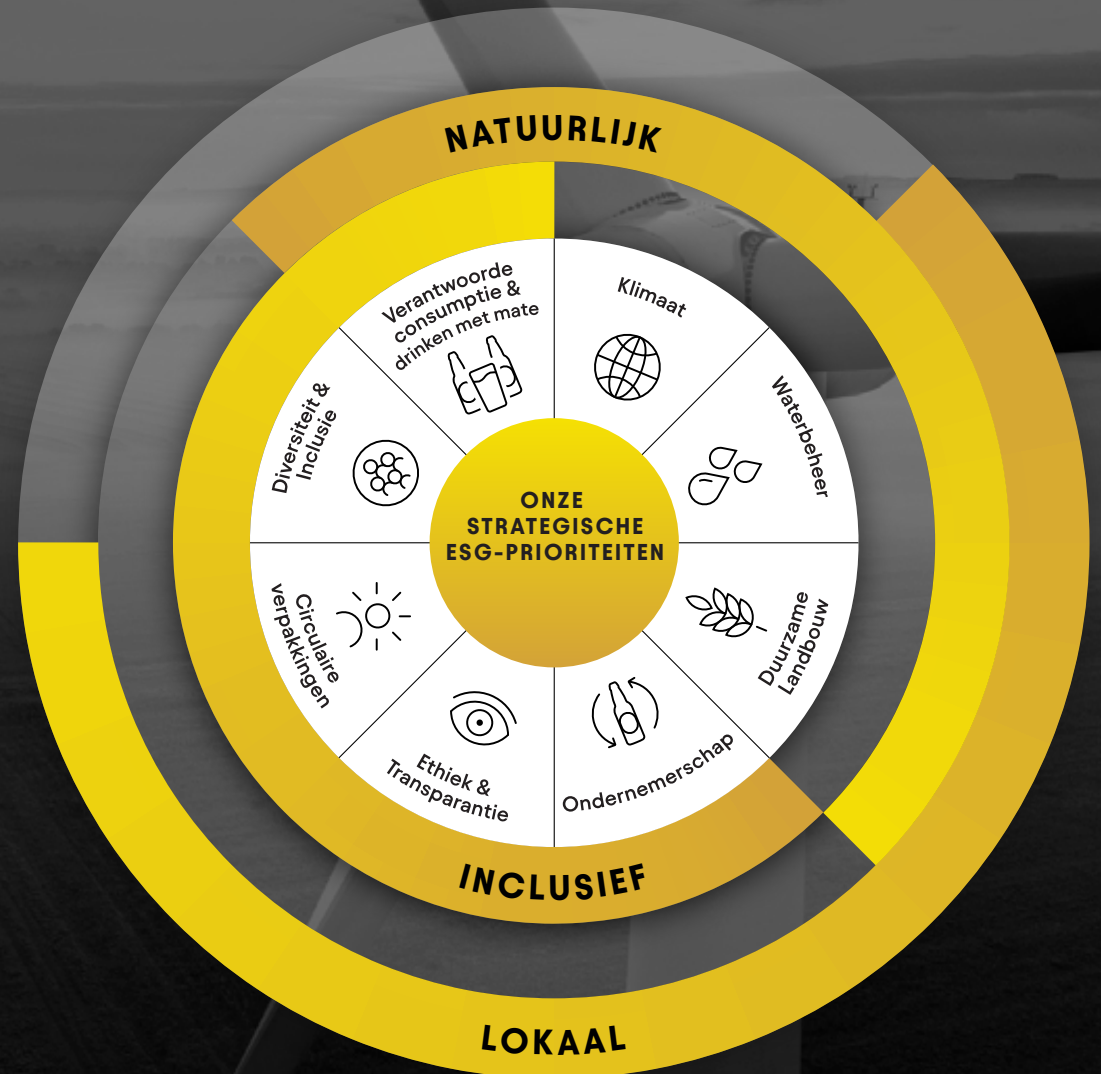 NATUURLIJK
Verantwoorde
consumptie &
drinken met mate
Klimaat
Waterbeheer
Duurzame
Landbouw
Ondernemerschap
Ethiek &
Transparantie
Circulaire
verpakkingen
Diversiteit &
Inclusie
ONZE
STRATEGISCHE
ESG-PRIORITEITEN
INCLUSIEF
LOKAAL